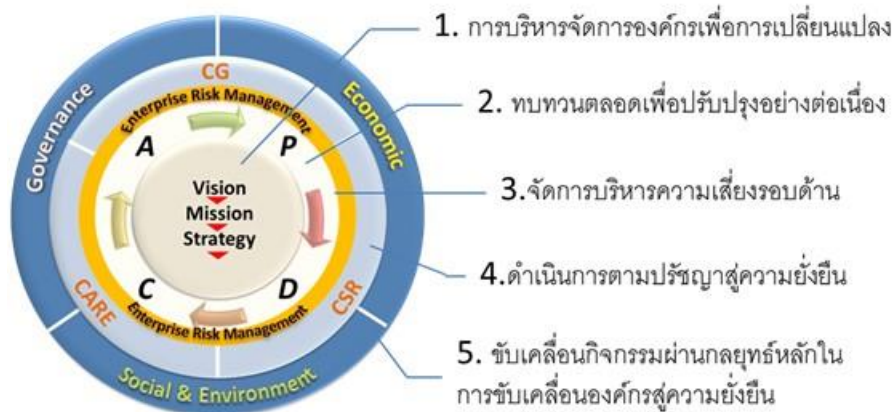 1. การบริหารจัดการองค์กรเพื่อการเปลี่ยนแปลง
2. ทบทวนตลอดเพื่อปรับปรุงอย่างต่อเนื่อง
3.จัดการบริหารความเสี่ยงรอบด้าน
4.ดำเนินการตามปรัชญาสู่ความยั่งยืน
5. ขับเคลื่อนกิจกรรมผ่านกลยุทธ์หลักใน
การขับเคลื่อนองค์กรสู่ความยั่งยืน
Governance
Economic
Social & Environment
CG
CSR
CARE
Enterprise Risk Management
Enterprise Risk Management
A
P
D
C
Vision
Mission
Strategy